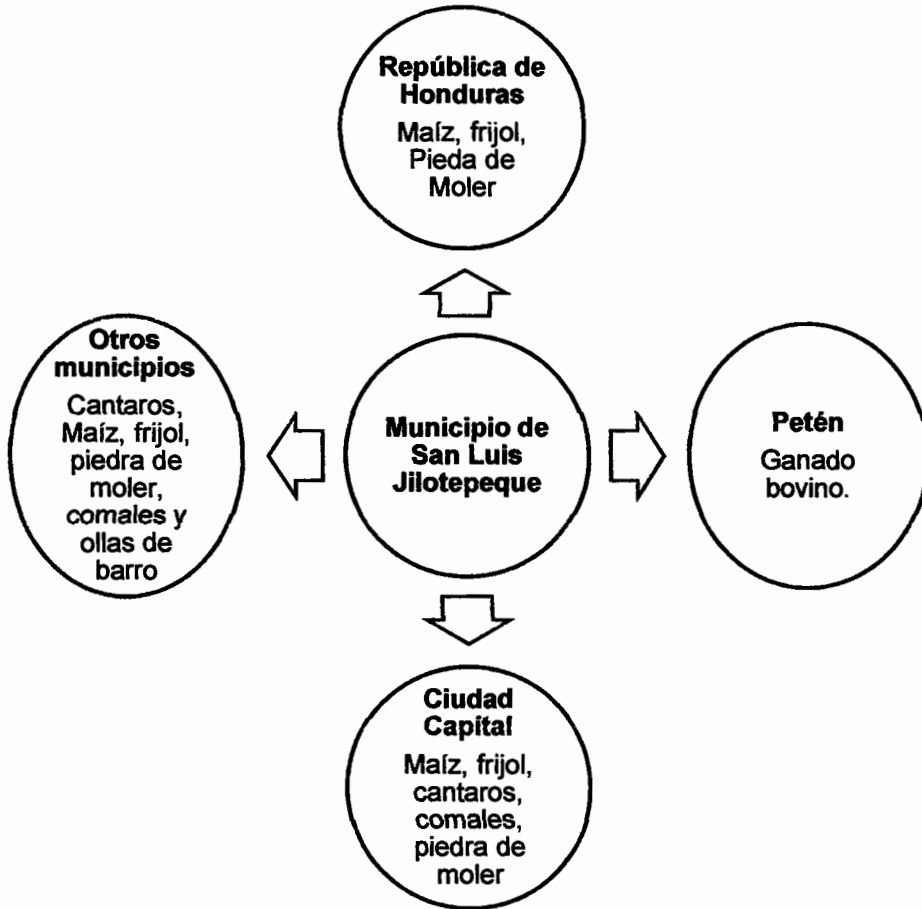 República de
Honduras
Maíz, frijol,
Pieda de
Moler
Otros
municipios
Cantaros,
Maíz, frijol,
piedra de
moler,
comales y
ollas de
barro
Municipio de
San Luis
Jilotepeque
Petén
Ganado
bovino.
Ciudad
Capital
Maíz, frijol,
cantaros,
comales,
piedra de
moler